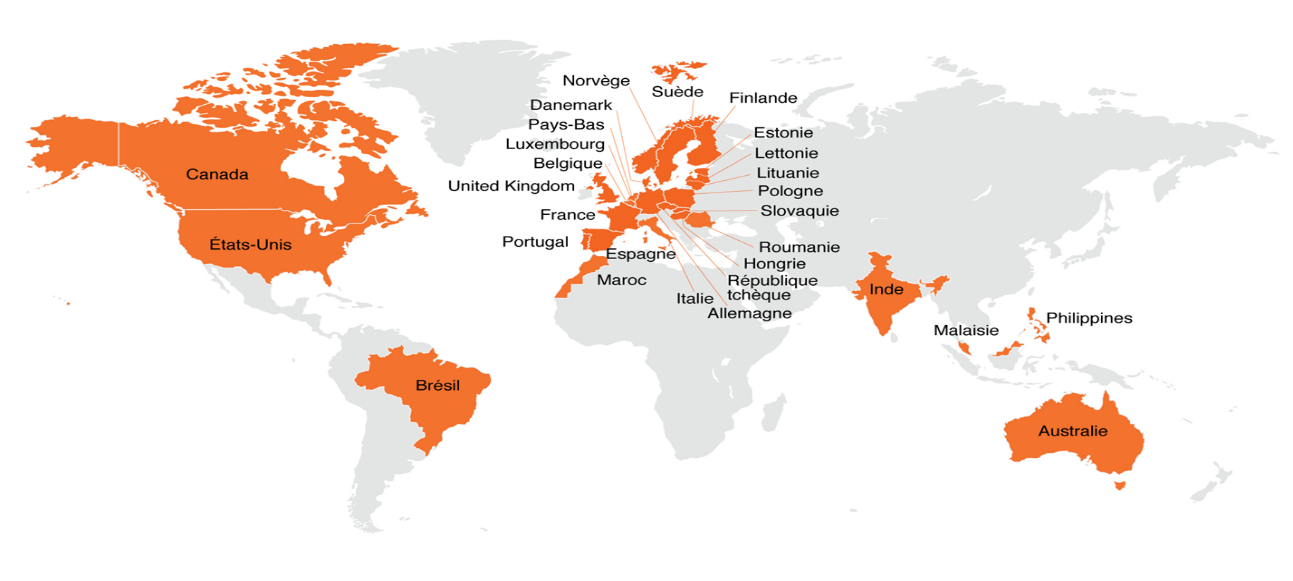 Norvège
Suède
Finlande
Danemark
Pays-Bas
Estonie
Luxembourg
Lettonie
Belgique
Lituanie
Canada
United Kingdom
Pologne
France
Slovaquie
États-Unis
Portugal
Roumanie
Espagne
Hongrie
Maroc
République
tchèque
Italie
Allemagne
Inde
Malaisie
Philippines
Brésil
Australie